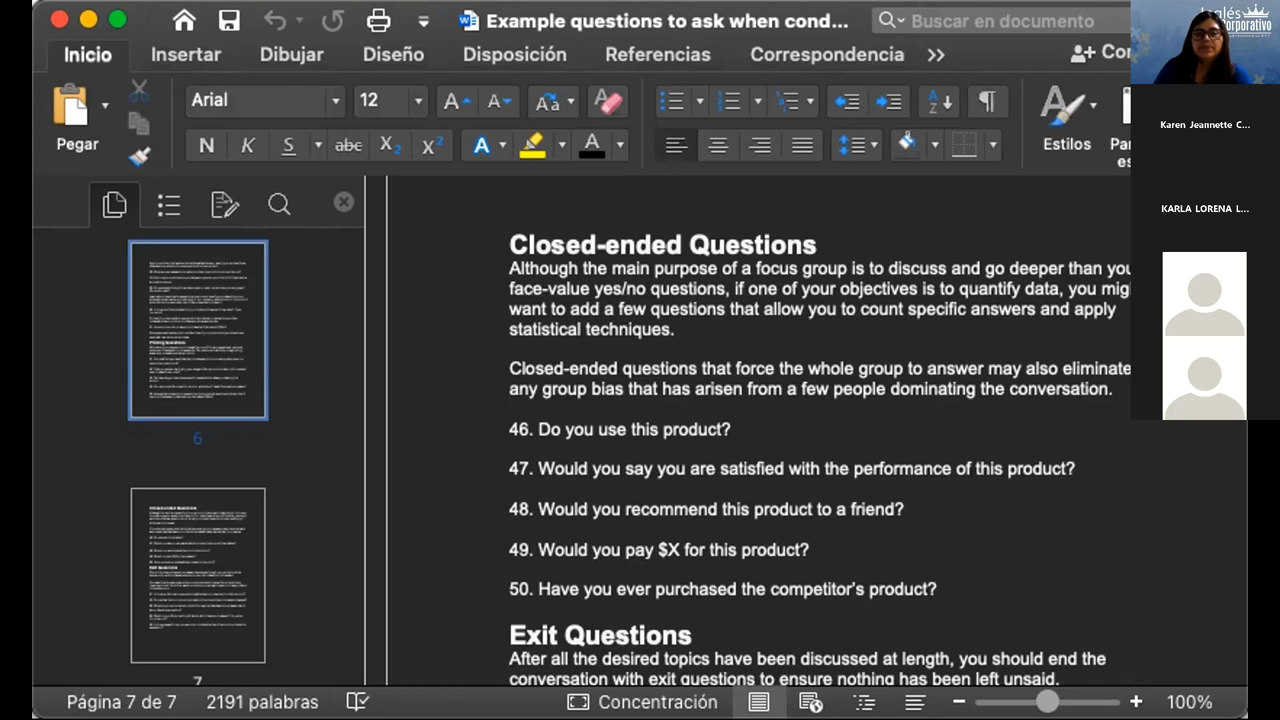 Example questions to ask when cond...
Buscar en documento
Inicio
Insertar
Dibujar
Diseño
Disposición
Referencias
Correspondencia
Pegar
Arial
12
Estilos
Closed-ended Questions
Although the main purpose of a focus group is to discuss and go deeper than you
face-value yes/no questions, if one of your objectives is to quantify data, you migh
want to add a few questions that allow you to count specific answers and apply
statistical techniques.
Closed-ended questions that force the whole group to answer may also eliminate
any group bias that has arisen from a few people dominating the conversation.
46. Do you use this product?
47. Would you say you are satisfied with the performance of this product?
48. Would you recommend this product to a friend?
49. Would you pay $X for this product?
50. Have you ever purchased the competitor's product?
Exit Questions
After all the desired topics have been discussed at length, you should end the
conversation with exit questions to ensure nothing has been left unsaid.
6
7
Página 7 de 7
2191 palabras
Concentración
100%
Karen Jeannette C...
KARLA LORENA L...